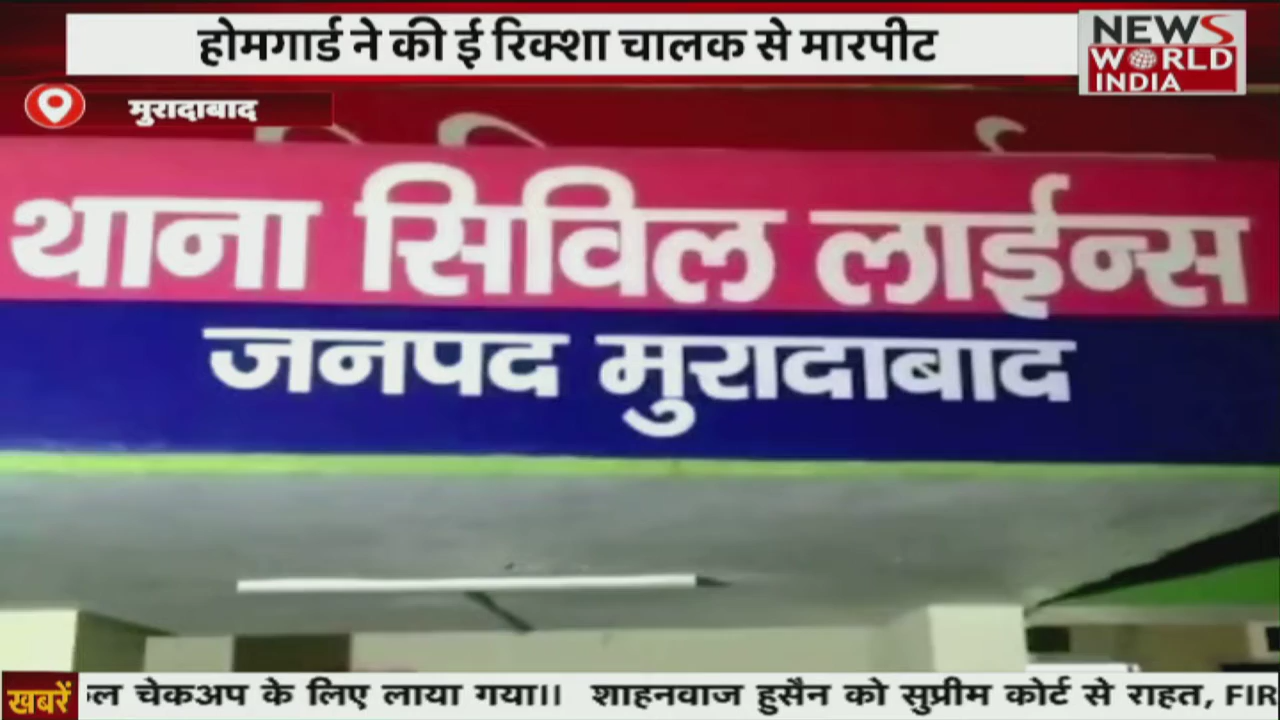 होमगार्ड ने की ई रिक्शा चालक से मारपीट
NEWS
WORLD
INDIA
मुरादाबाद
थाना सिविल लाईन्स
जनपद मुरादाबाद
खबरें
चेकअप के लिए लाया गया।। शाहनवाज हुसैन को सुप्रीम कोर्ट से राहत, FIR